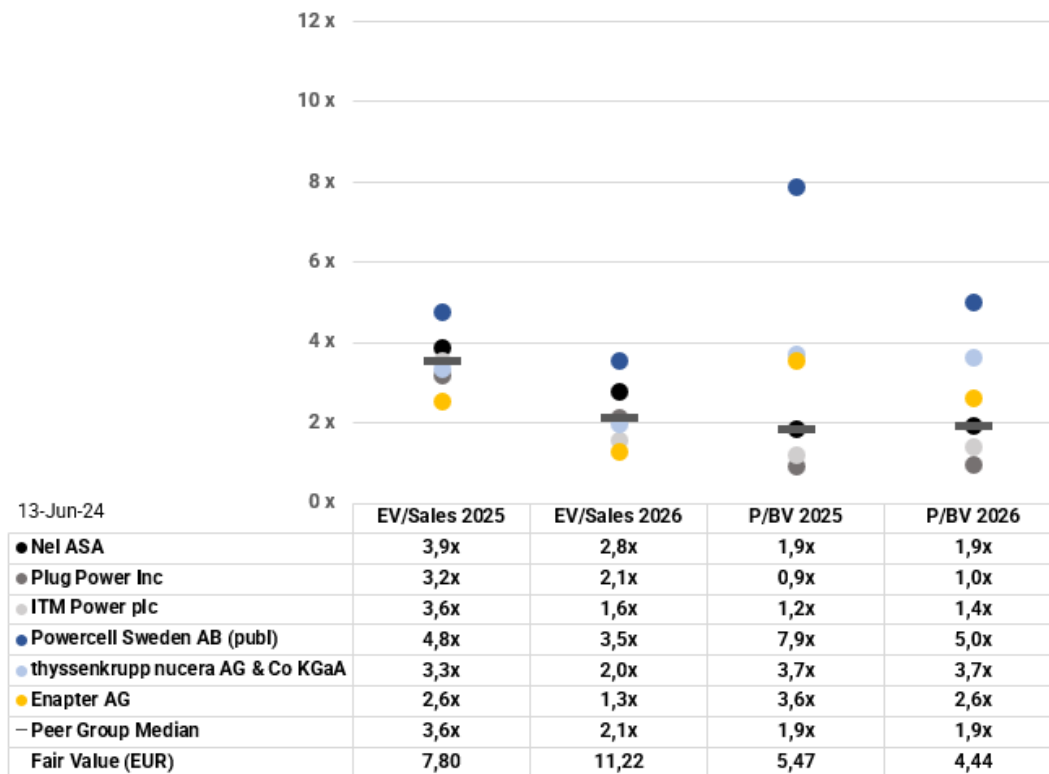 12 x
10 x
8 x
6 x
4 x
2 x
0 x
13-Jun-24 EV/Sales 2025 EV/Sales 2026 P/BV 2025 P/BV 2026
Nel ASA 3,9x 2,8x 1,9x 1,9x
Plug Power Inc 3,2x 2,1x 0,9x 1,0x
ITM Power plc 3,6x 1,6x 1,2x 1,4x
Powercell Sweden AB (publ) 4,8x 3,5x 7,9x 5,0x
thyssenkrupp nucera AG & Co KGaA 3,3x 2,0x 3,7x 3,7x
Enapter AG 2,6x 1,3x 3,6x 2,6x
Peer Group Median 3,6x 2,1x 1,9x 1,9x
Fair Value (EUR) 7,80 11,22 5,47 4,44